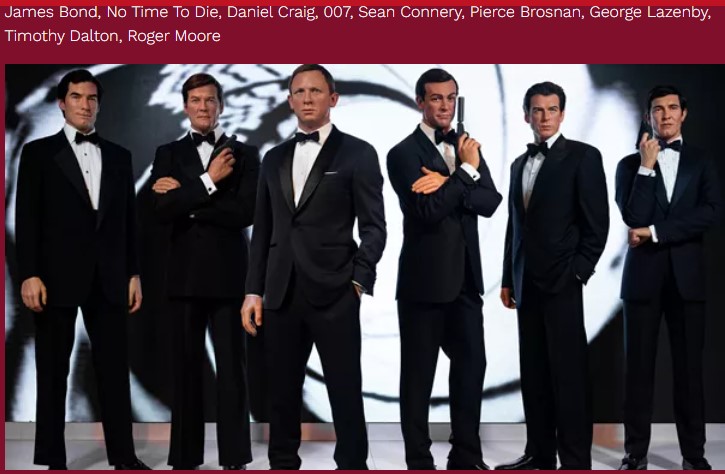 James Bond, No Time To Die, Daniel Craig, 007, Sean Connery, Pierce Brosnan, George Lazenby,
Timothy Dalton, Roger Moore